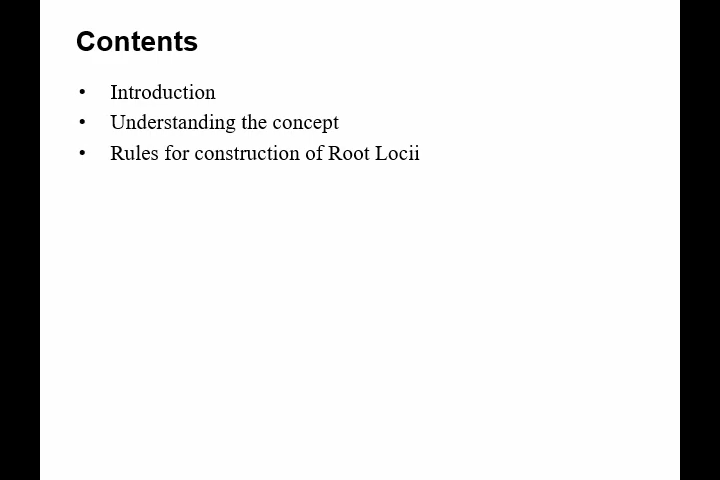 Contents
• Introduction
• Understanding the concept
• Rules for construction of Root Locii